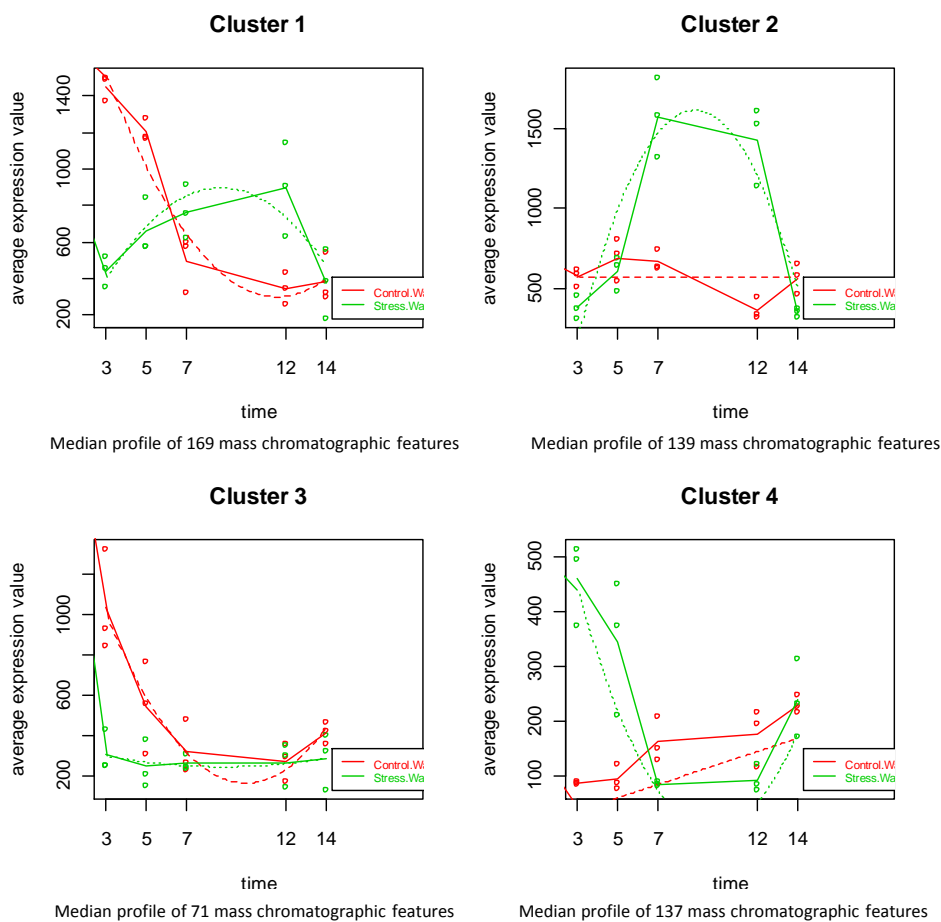 Cluster 1
average expression value
200 600 1000 1400
3 5 7 12 14
time
Control.Wa
Stress.Wa
Median profile of 169 mass chromatographic features
Cluster 2
average expression value
500 1000 1500
3 5 7 12 14
time
Control.Wa
Stress.Wa
Median profile of 139 mass chromatographic features
Cluster 3
average expression value
200 600 1000
3 5 7 12 14
time
Control.Wa
Stress.Wa
Median profile of 71 mass chromatographic features
Cluster 4
average expression value
100 200 300 400 500
3 5 7 12 14
time
Control.Wa
Stress.Wa
Median profile of 137 mass chromatographic features